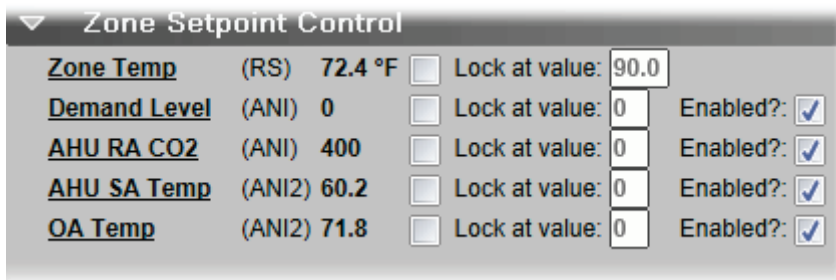 Zone Setpoint Control
Zone Temp (RS) 72.4 °F Lock at value: 90.0
Demand Level (ANI) 0 Lock at value: 0 Enabled?:
AHU RA CO2 (ANI) 400 Lock at value: 0 Enabled?:
AHU SA Temp (ANI2) 60.2 Lock at value: 0 Enabled?:
OA Temp (ANI2) 71.8 Lock at value: 0 Enabled?: